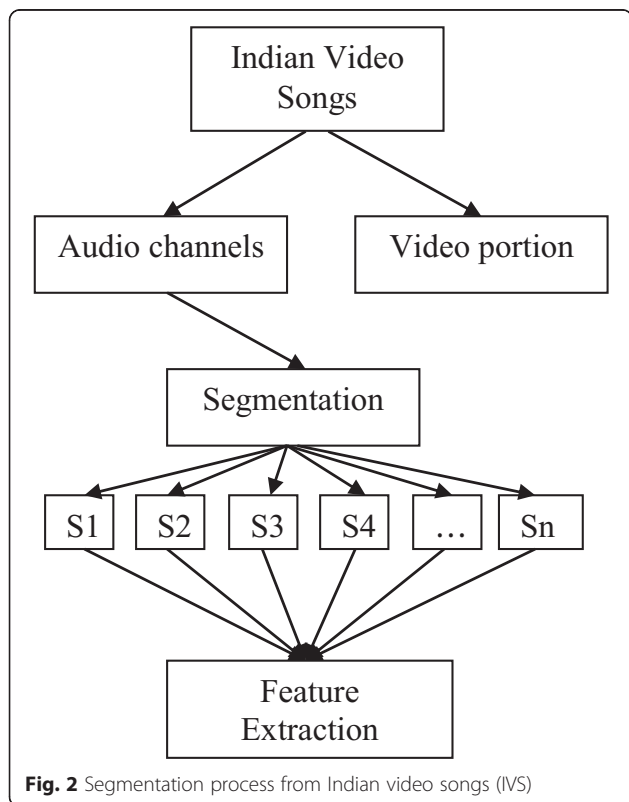 Indian Video
Songs
Audio channels
Video portion
Segmentation
S1
S2
S3
S4
...
Sn
Feature
Extraction
Fig. 2 Segmentation process from Indian video songs (IVS)